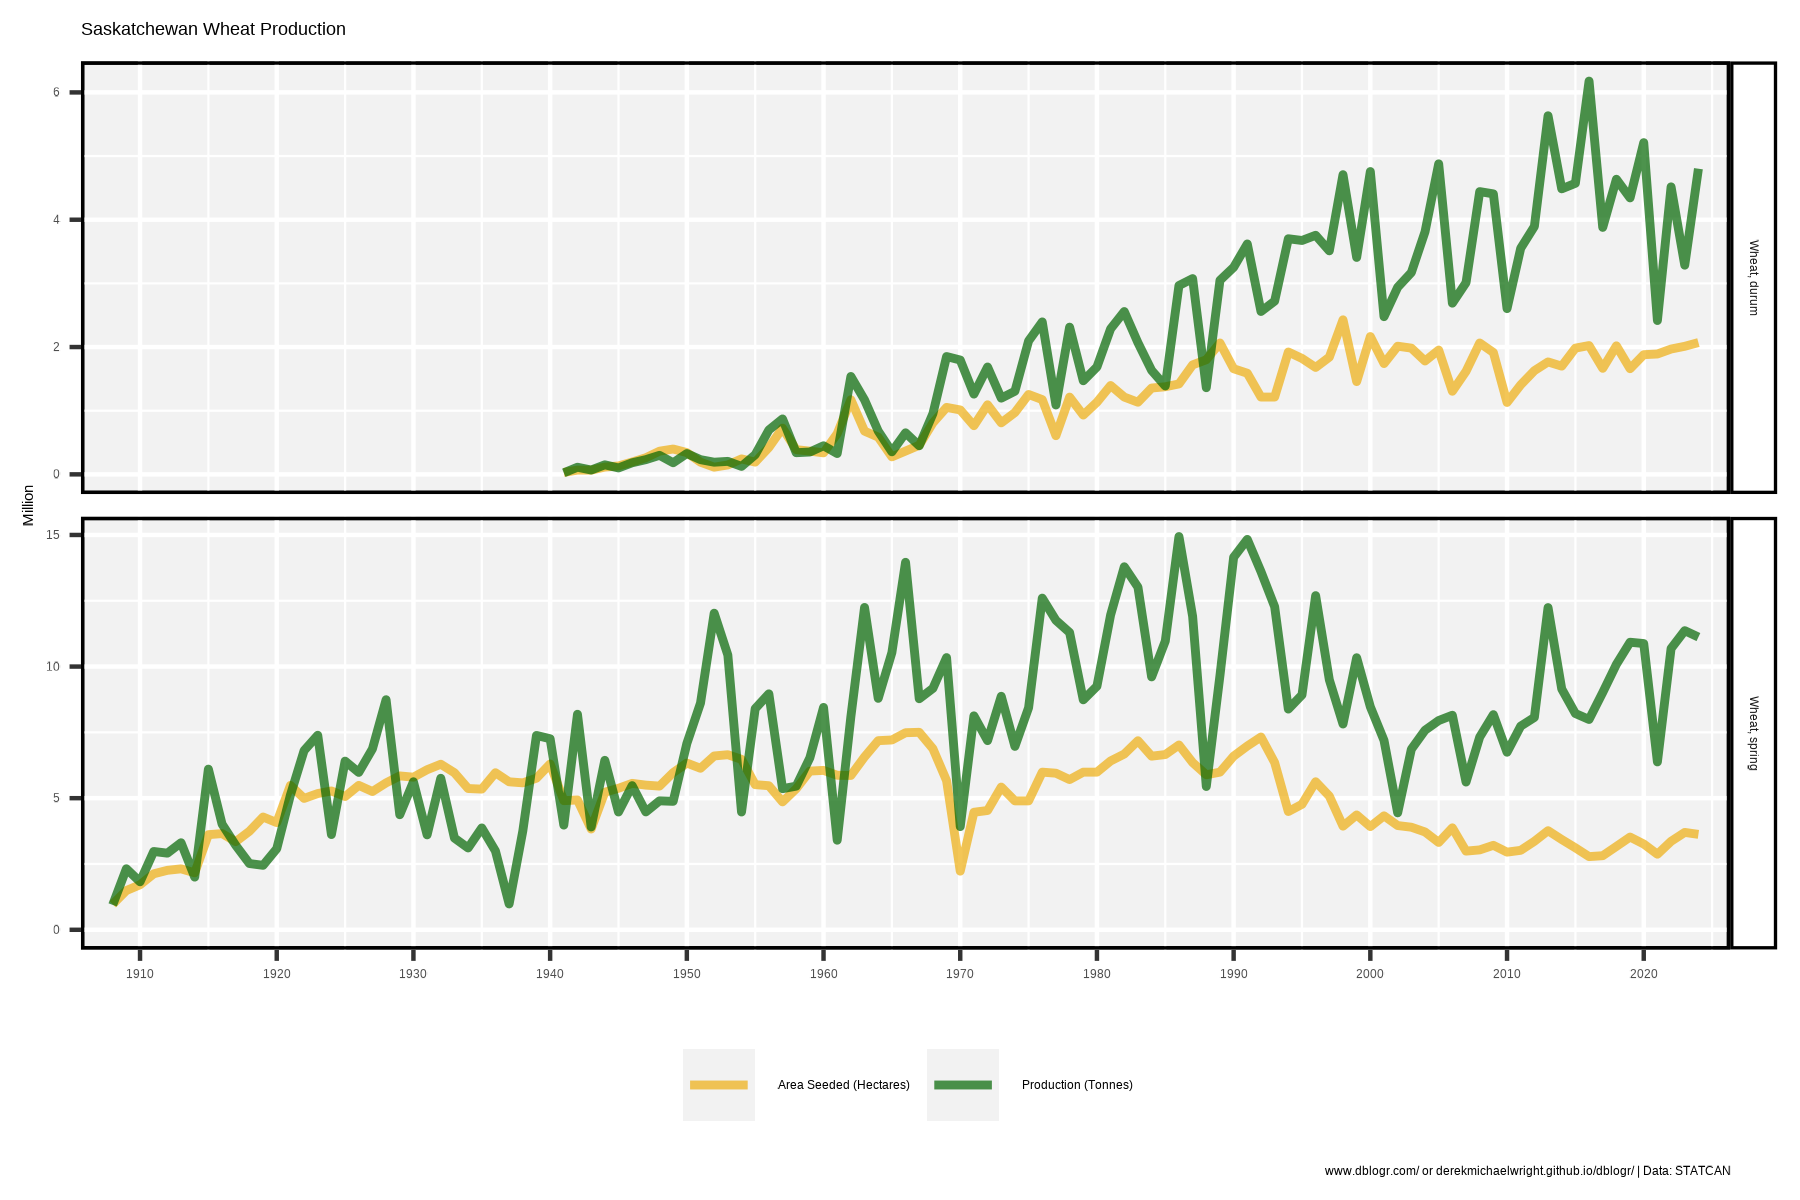 Saskatchewan Wheat Production
Million
6
4
2
0
Wheat, durum
15
10
5
0
Wheat, spring
1910 1920 1930 1940 1950 1960 1970 1980 1990 2000 2010 2020
Area Seeded (Hectares) Production (Tonnes)
www.dblogr.com/ or derekmichaelwright.github.io/dblogr/ | Data: STATCAN